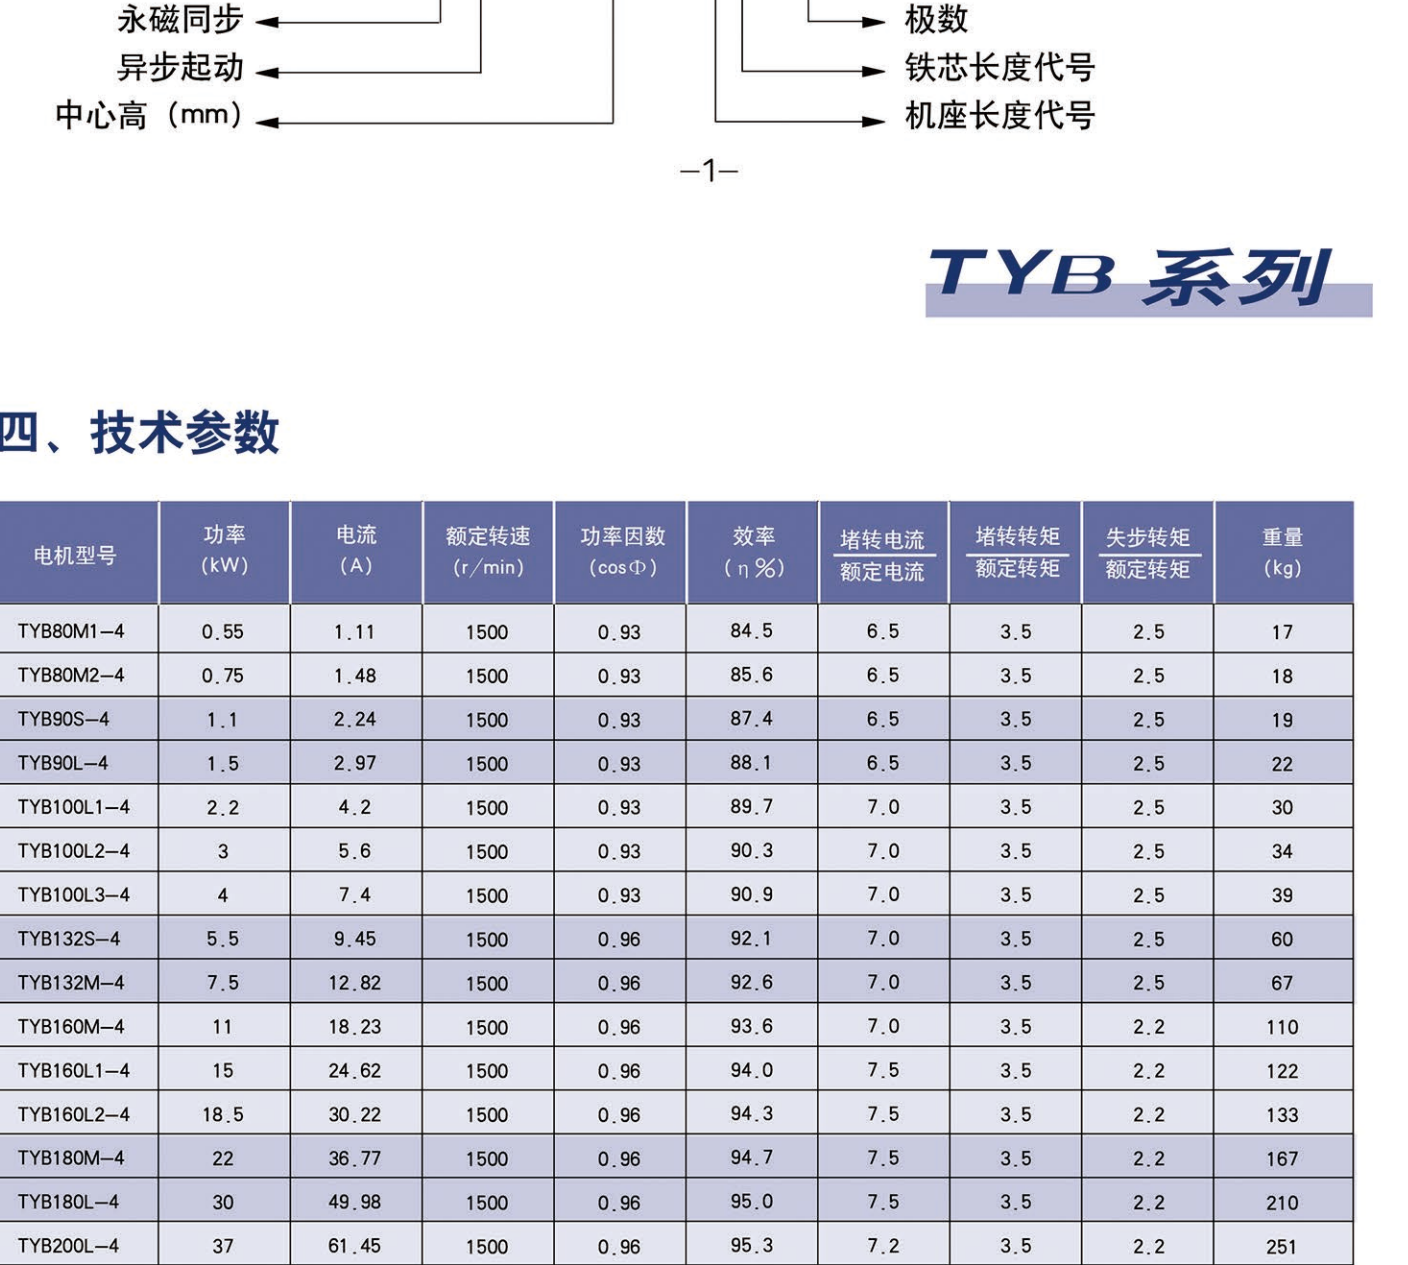 永磁同步 极数
异步起动 铁芯长度代号
中心高（mm） 机座长度代号
—1—
TYB 系列
四、技术参数
电机型号 功率 (kW) 电流 (A) 额定转速 (r/min) 功率因数 (cosΦ) 效率 (η%) 堵转电流 额定电流 堵转转矩 额定转矩 失步转矩 额定转矩 重量 (kg)
TYB80M1—4 0.55 1.11 1500 0.93 84.5 6.5 3.5 2.5 17
TYB80M2—4 0.75 1.48 1500 0.93 85.6 6.5 3.5 2.5 18
TYB90S—4 1.1 2.24 1500 0.93 87.4 6.5 3.5 2.5 19
TYB90L—4 1.5 2.97 1500 0.93 88.1 6.5 3.5 2.5 22
TYB100L1—4 2.2 4.2 1500 0.93 89.7 7.0 3.5 2.5 30
TYB100L2—4 3 5.6 1500 0.93 90.3 7.0 3.5 2.5 34
TYB100L3—4 4 7.4 1500 0.93 90.9 7.0 3.5 2.5 39
TYB132S—4 5.5 9.45 1500 0.96 92.1 7.0 3.5 2.5 60
TYB132M—4 7.5 12.82 1500 0.96 92.6 7.0 3.5 2.5 67
TYB160M—4 11 18.23 1500 0.96 93.6 7.0 3.5 2.2 110
TYB160L1—4 15 24.62 1500 0.96 94.0 7.5 3.5 2.2 122
TYB160L2—4 18.5 30.22 1500 0.96 94.3 7.5 3.5 2.2 133
TYB180M—4 22 36.77 1500 0.96 94.7 7.5 3.5 2.2 167
TYB180L—4 30 49.98 1500 0.96 95.0 7.5 3.5 2.2 210
TYB200L—4 37 61.45 1500 0.96 95.3 7.2 3.5 2.2 251